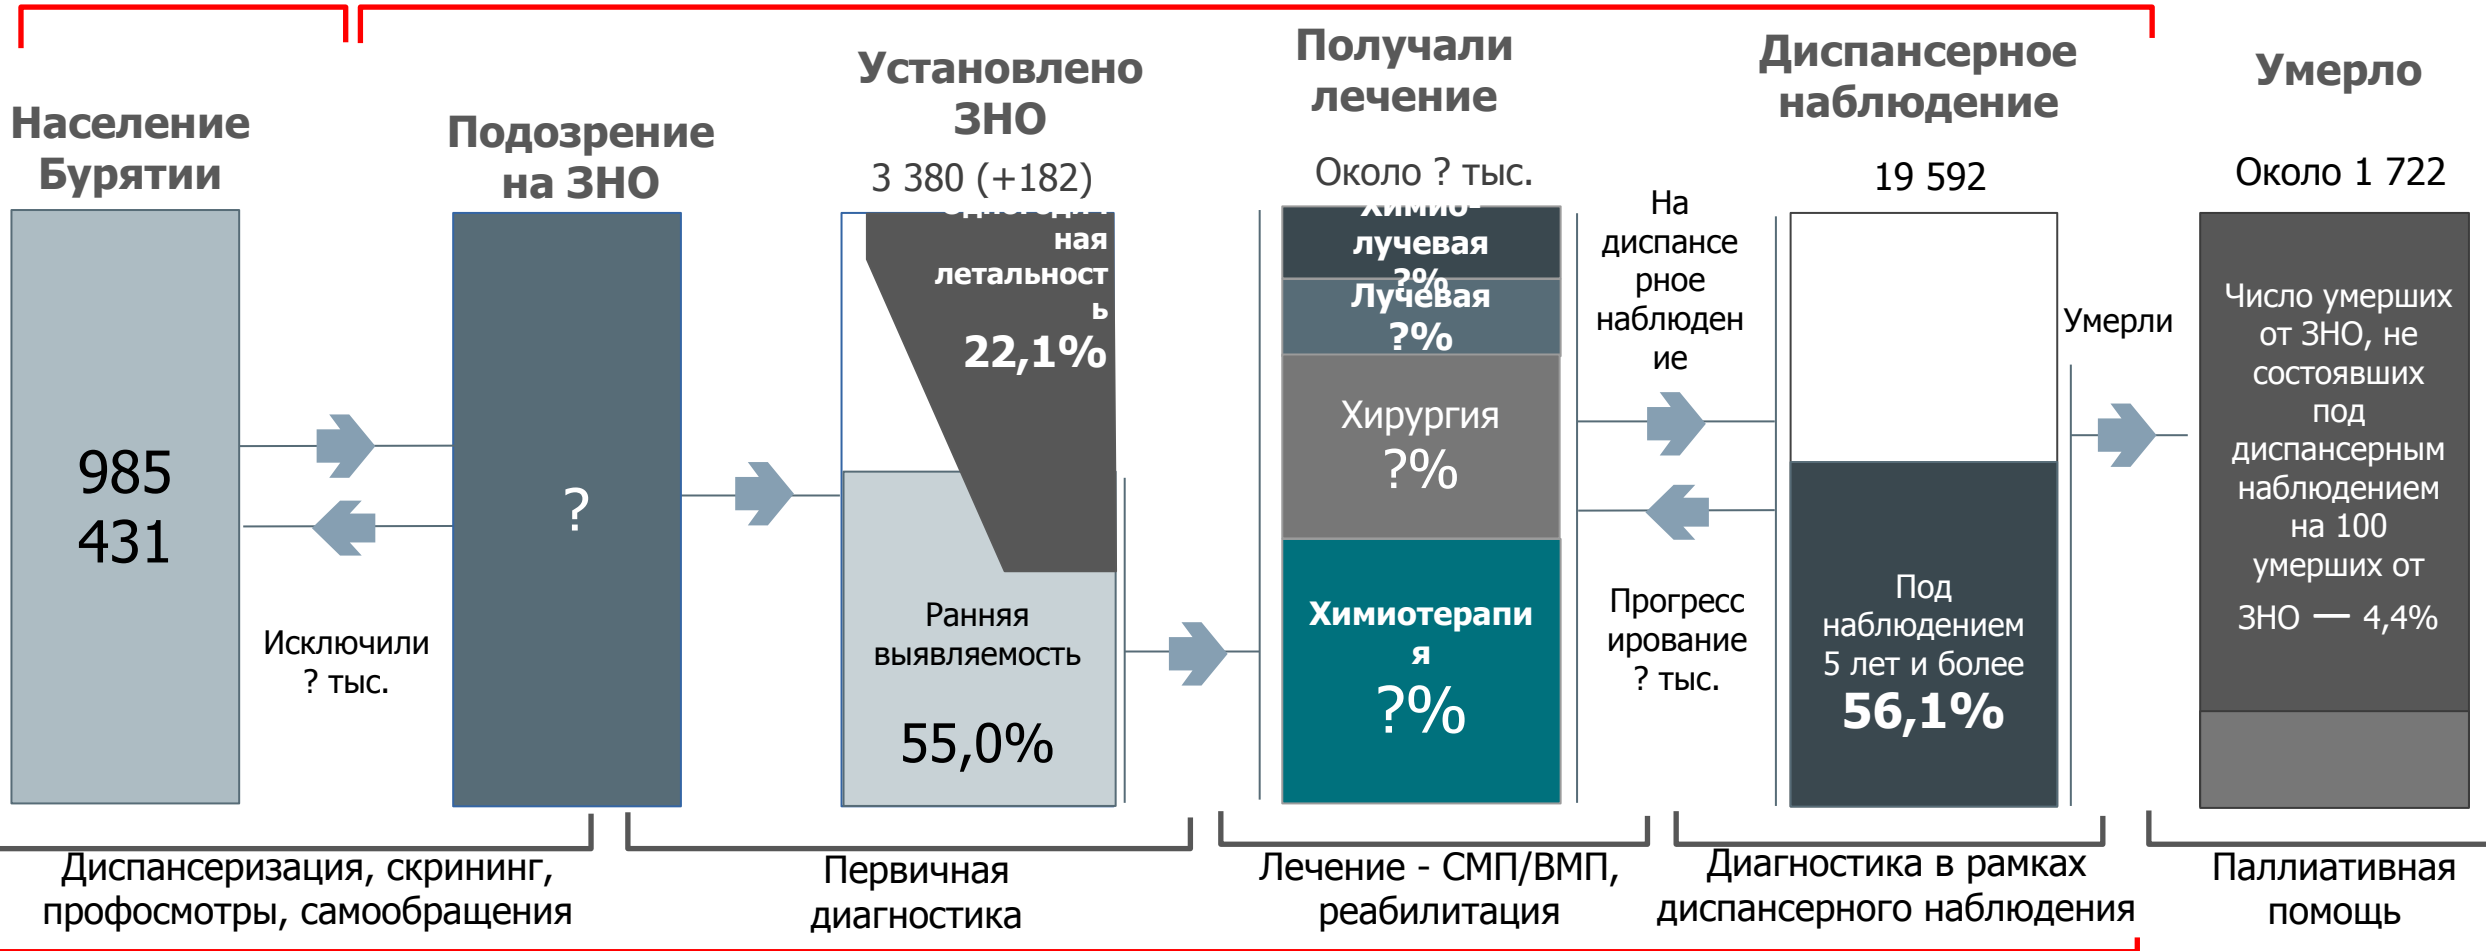 Население
Бурятии
985
431
Исключили
? тыс.
Подозрение
на ЗНО
?
Установлено
ЗНО
3 380 (+182)
ная
летальност
ь
22,1%
Ранняя
выявляемость
55,0%
Получали
лечение
Около ? тыс.
Химио-
лучевая
?%
Лучевая
?%
Хирургия
?%
Химиотерапи
я
?%
На
диспансе
рное
наблюден
ие
Прогресс
ирование
? тыс.
Диспансерное
наблюдение
19 592
Под
наблюдением
5 лет и более
56,1%
Умерли
Умерло
Около 1 722
Число умерших
от ЗНО, не
состоявших
под
диспансерным
наблюдением
на 100
умерших от
ЗНО — 4,4%
Диспансеризация, скрининг,
профосмотры, самообращения
Первичная
диагностика
Лечение - СМП/ВМП,
реабилитация
Диагностика в рамках
диспансерного наблюдения
Паллиативная
помощь